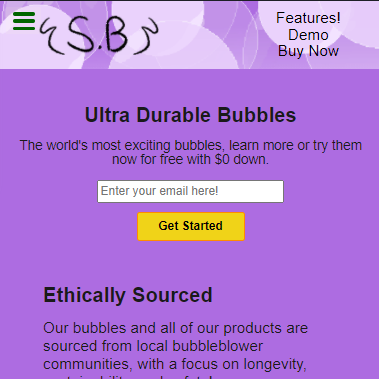 {S.B}
Features!
Demo
Buy Now
Ultra Durable Bubbles
The world's most exciting bubbles, learn more or try them
now for free with $0 down.
Enter your email here!
Get Started
Ethically Sourced
Our bubbles and all of our products are
sourced from local bubbleblower
communities, with a focus on longevity,